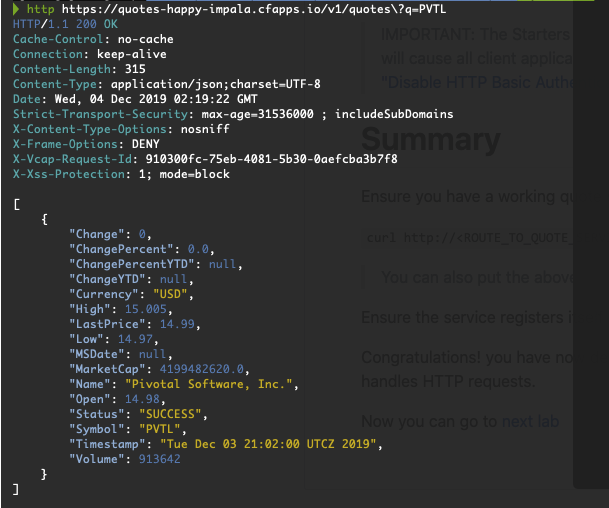 http https://quotes-happy-impala.cfapps.io/v1/quotes\?q=PVTL
HTTP/1.1 200 OK
Cache-Control: no-cache
Connection: keep-alive
Content-Length: 315
Content-Type: application/json;charset=UTF-8
Date: Wed, 04 Dec 2019 02:19:22 GMT
Strict-Transport-Security: max-age=31536000 ; includeSubDomains
X-Content-Type-Options: nosniff
X-Frame-Options: DENY
X-Vcap-Request-Id: 910300fc-75eb-4081-5b30-0aefcba3b7f8
X-Xss-Protection: 1; mode=block
[
    {
        "Change": 0,
        "ChangePercent": 0.0,
        "ChangePercentYTD": null,
        "ChangeYTD": null,
        "Currency": "USD",
        "High": 15.005,
        "LastPrice": 14.99,
        "Low": 14.97,
        "MSDate": null,
        "MarketCap": 4199482620.0,
        "Name": "Pivotal Software, Inc.",
        "Open": 14.98,
        "Status": "SUCCESS",
        "Symbol": "PVTL",
        "Timestamp": "Tue Dec 03 21:02:00 UTCZ 2019",
        "Volume": 913642
    }
]
IMPORTANT: The Starters
will cause all client applica
"Disable HTTP Basic Authe
Summary
Ensure you have a working qu
curl http://<ROUTE_TO_QUOTE_
You can also put the above
Ensure the service registers i
Congratulations! you have no
handles HTTP requests.
Now you can go to next lab